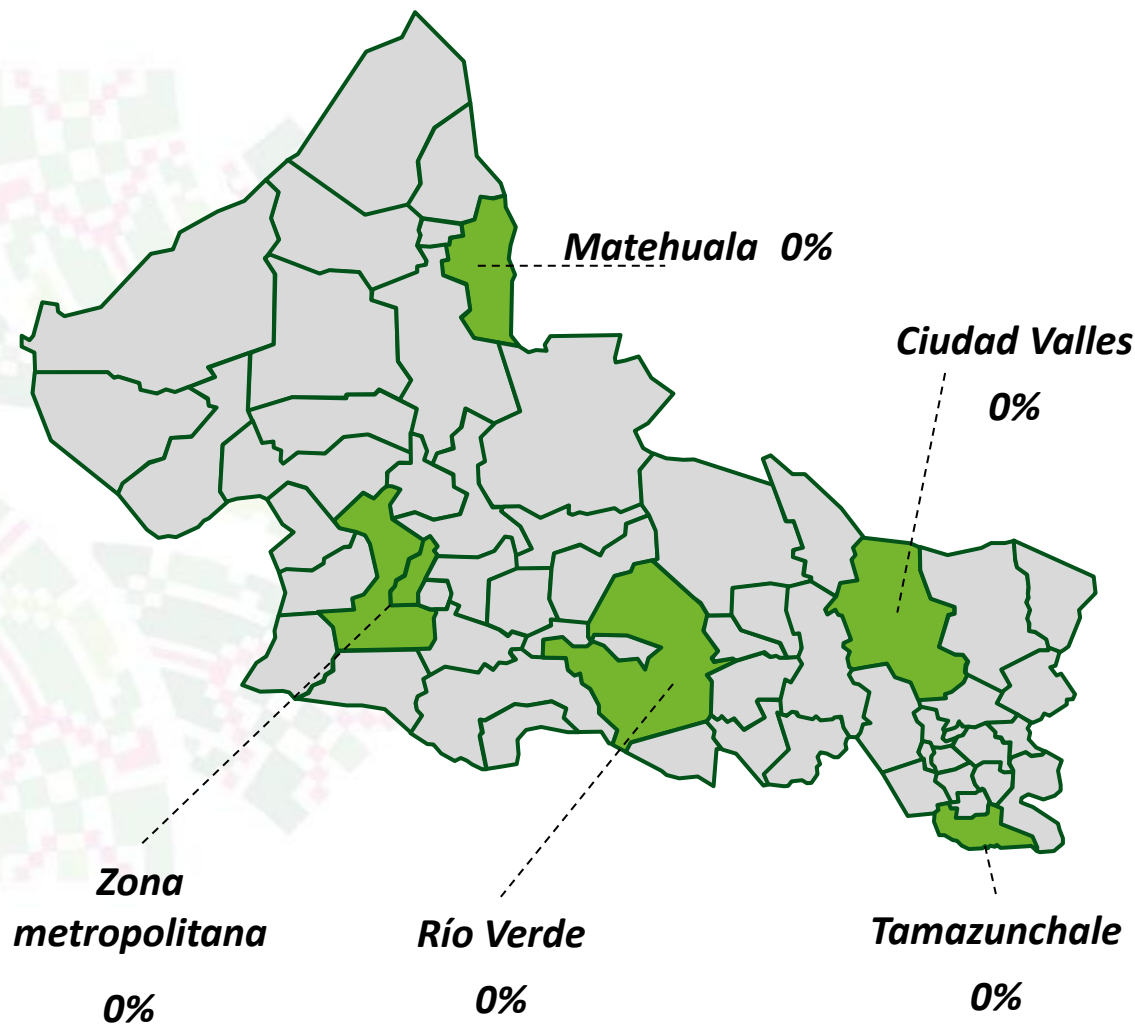 Matehuala 0%
Ciudad Valles
0%
Zona
metropolitana
0%
Río Verde
0%
Tamazunchale
0%